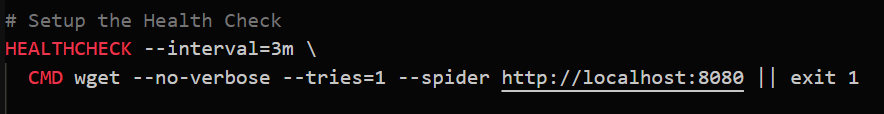 # Setup the Health Check
HEALTHCHECK --interval=3m \
CMD wget --no-verbose --tries=1 --spider http://localhost:8080 || exit 1